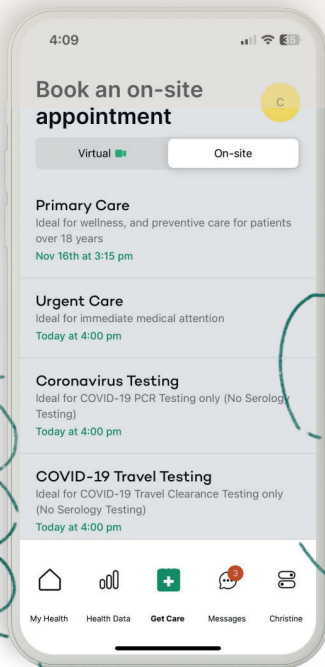 4:09
35
Book an on-site
appointment
C
Virtual
On-site
Primary Care
Ideal for wellness, and preventive care for patients
over 18 years
Nov 16th at 3:15 pm
Urgent Care
Ideal for immediate medical attention
Today at 4:00 pm
Coronavirus Testing
Ideal for COVID-19 PCR Testing only (No Serology
Testing)
Today at 4:00 pm
COVID-19 Travel Testing
Ideal for COVID-19 Travel Clearance Testing only
(No Serology Testing)
Today at 4:00 pm
3
My Health
Health Data
Get Care
Messages
Christine